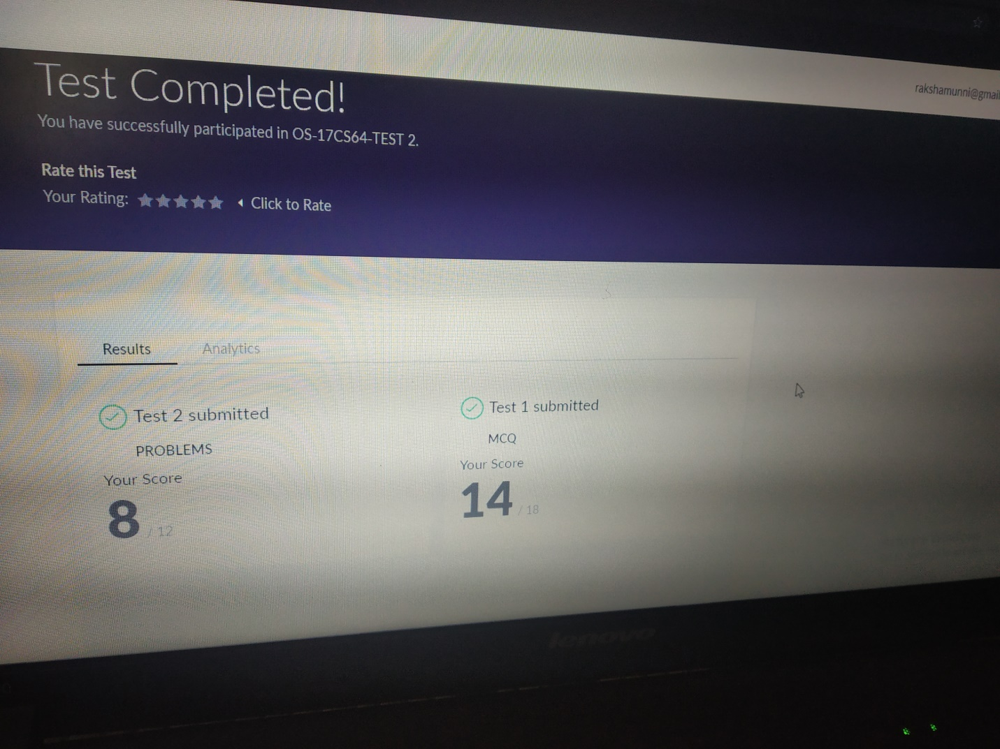 rakshamunni@gmail
Test Completed!
You have successfully participated in OS-17CS64-TEST 2.
Rate this Test
Your Rating:
Click to Rate
Results
Analytics
Test 2 submitted
PROBLEMS
Your Score
8 / 12
Test 1 submitted
MCQ
Your Score
14 / 18
lenovo